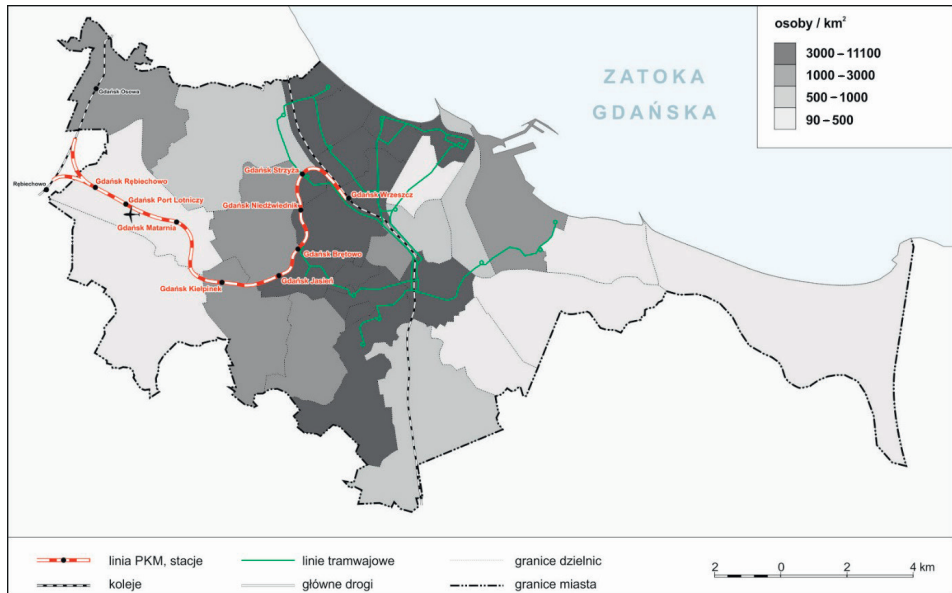 osoby / km²
3000 – 11100
1000 – 3000
500 – 1000
90 – 500
ZATOKA
GDAŃSKA
Gdańsk Osowa
Rębiechowo
Gdańsk Rębiechowo
Gdańsk Port Lotniczy
Gdańsk Matarnia
Gdańsk Strzyża
Gdańsk Wrzeszcz
Gdańsk Niedźwiednik
Gdańsk Brętowo
Gdańsk Jasień
Gdańsk Kiełpinek
linia PKM, stacje
linie tramwajowe
granice dzielnic
koleje
główne drogi
granice miasta
2 0 2 4 km